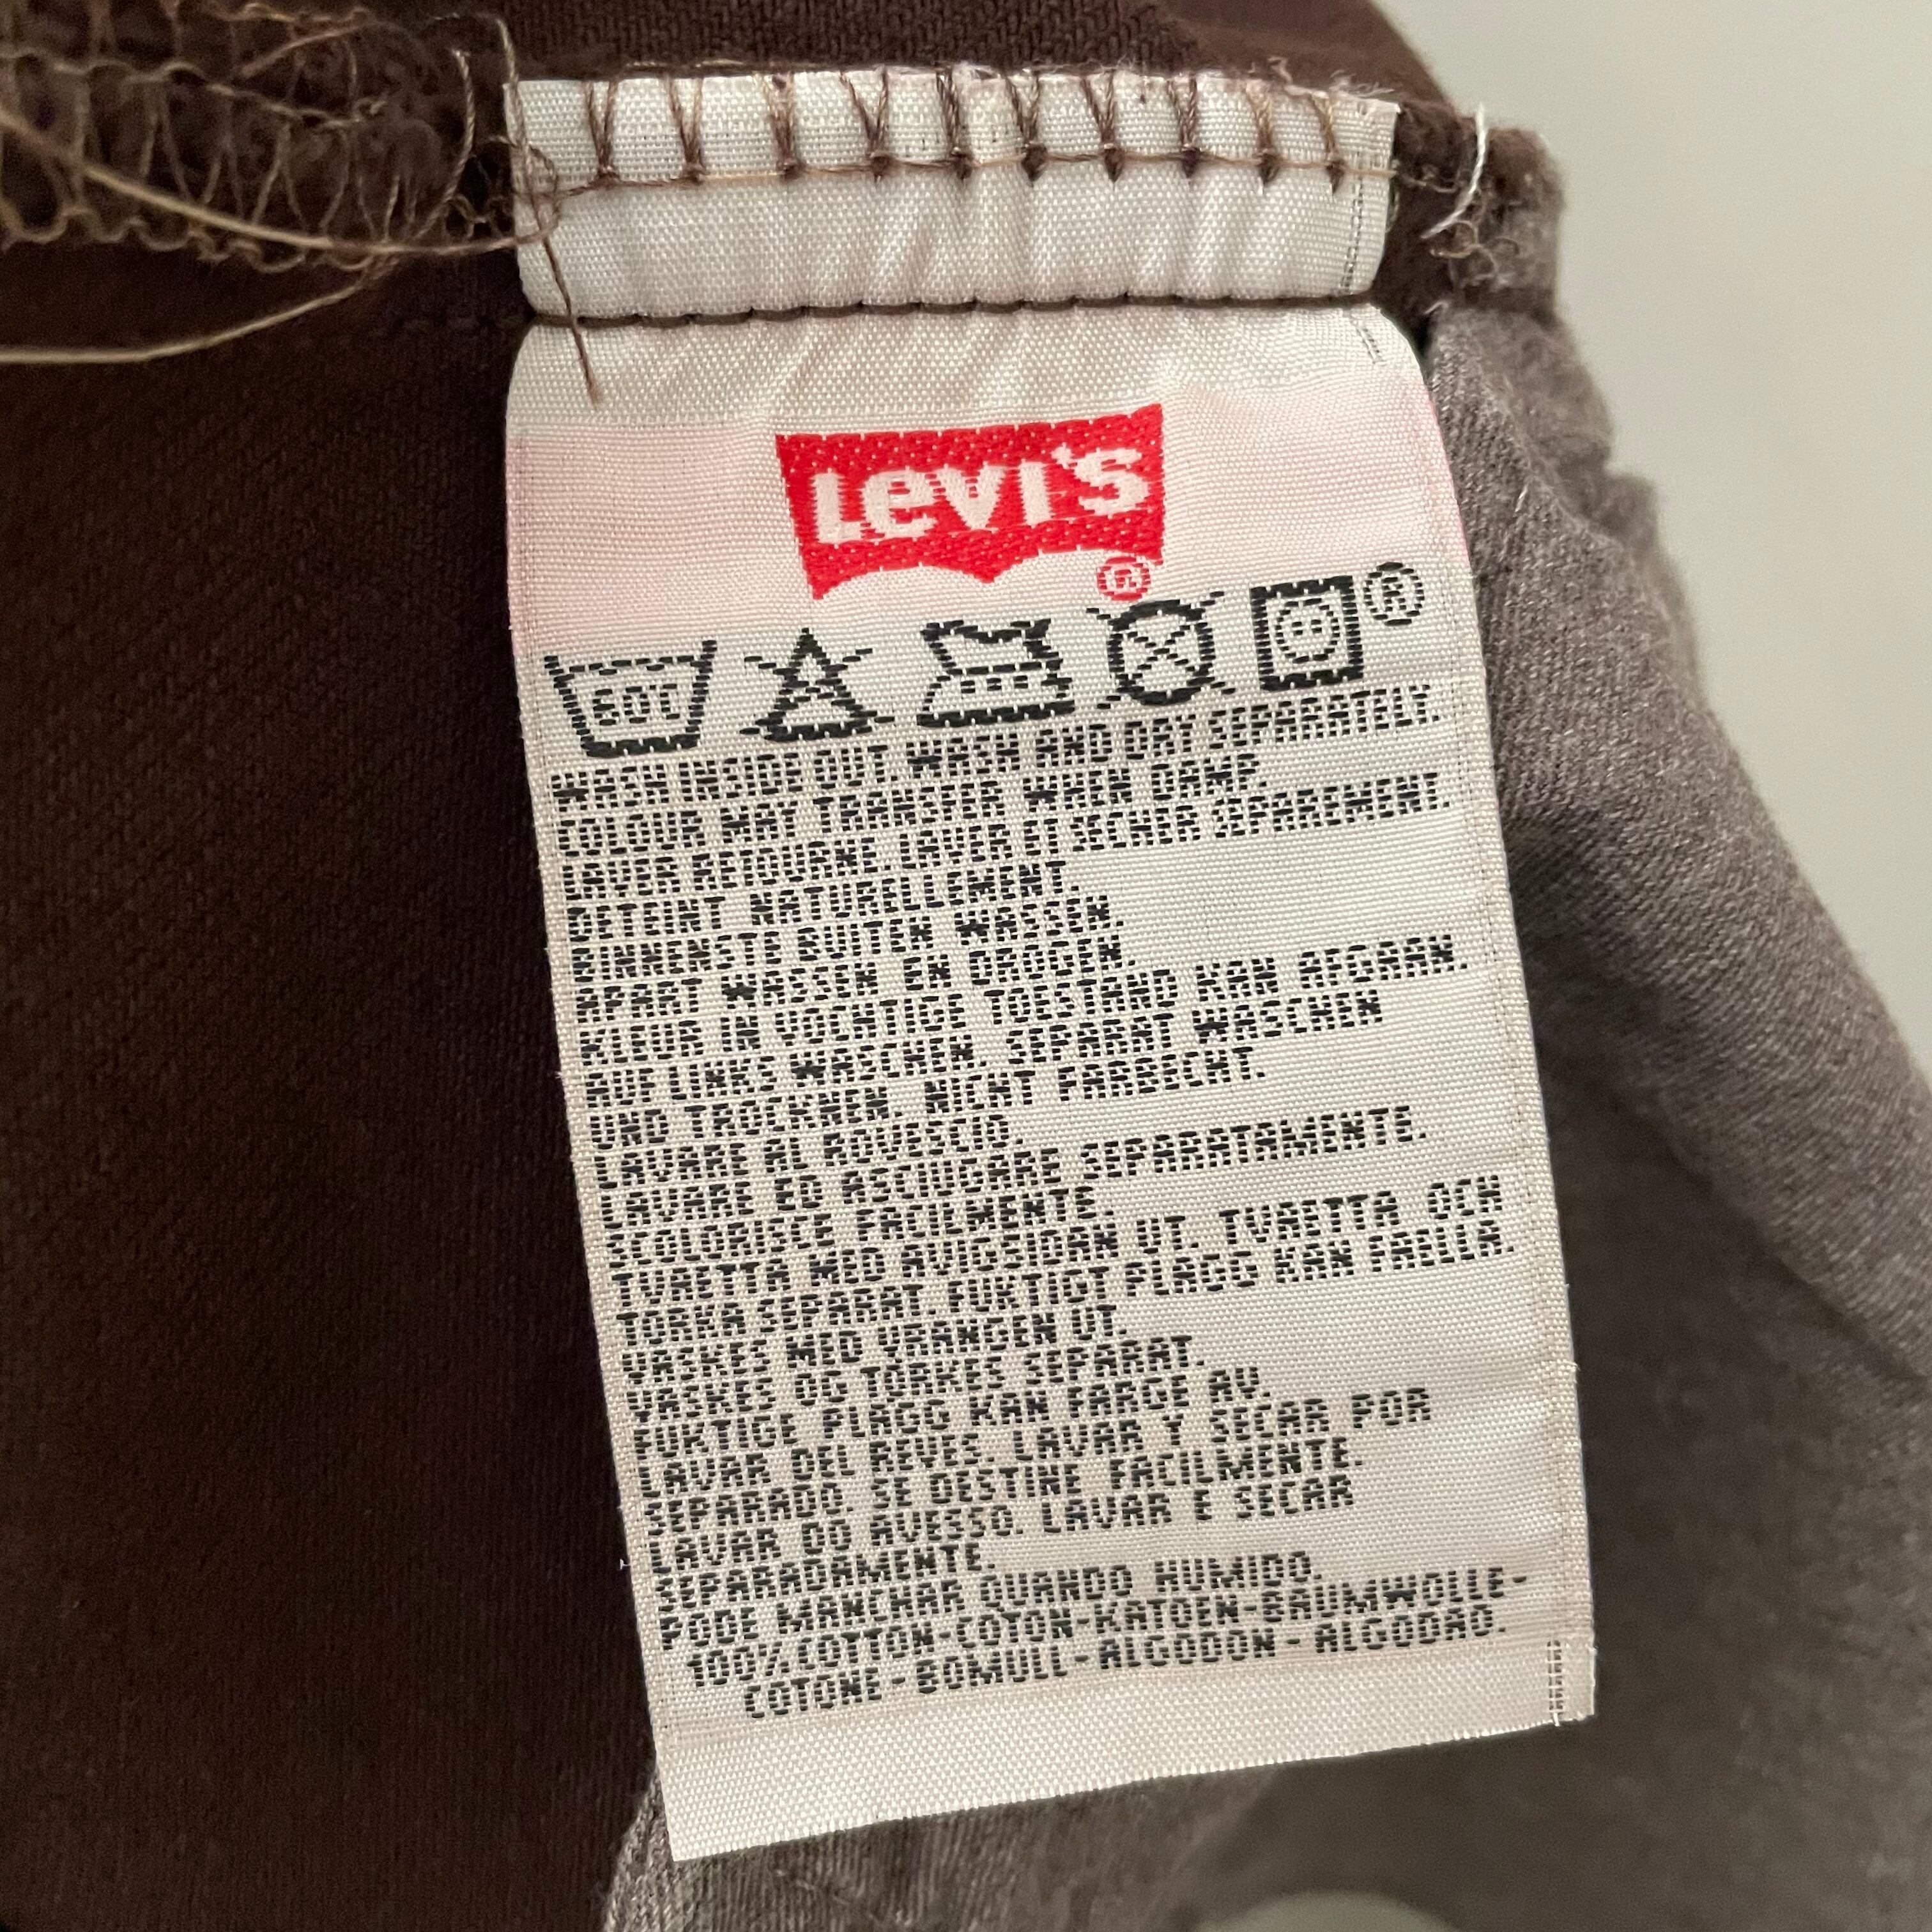 Levi's
®
®
60°C
WASH INSIDE OUT. WASH AND DRY SEPARATELY.
COLOUR MAY TRANSFER WHEN DAMP.
LAVER RETOURNE. LAVER ET SECHER SEPAREMENT.
DETEINT NATURELLEMENT.
BINNENSTE BUITEN WASSEN.
APART WASSEN EN DROGEN.
KLEUR IN VOCHTIGE TOESTAND KAN AFGAAN.
AUF LINKS WASCHEN. SEPARAT WASCHEN
UND TROCKNEN. NICHT FARBECHT.
LAVARE AL ROVESCIO.
LAVARE ED ASCIUGARE SEPARATAMENTE.
SCOLORISCE FACILMENTE.
TVAETTA MED AVIGSIDAN UT. TVAETTA OCH
TORKA SEPARAT. FUKTIGT PLAGG KAN FAELLA.
VASKES MED VRANGEN UT.
VASKES OG TORKES SEPARAT.
FUKTIGE PLAGG KAN FARGE AV.
LAVAR DEL REVES. LAVAR Y SECAR POR
SEPARADO. SE DESTINE FACILMENTE.
LAVAR DO AVESSO. LAVAR E SECAR
SEPARADAMENTE.
PODE MANCHAR QUANDO HUMIDO.
100% COTTON-COTON-KATOEN-BAUMWOLLE-
COTONE-BOMULL-ALGODON-ALGODAO.